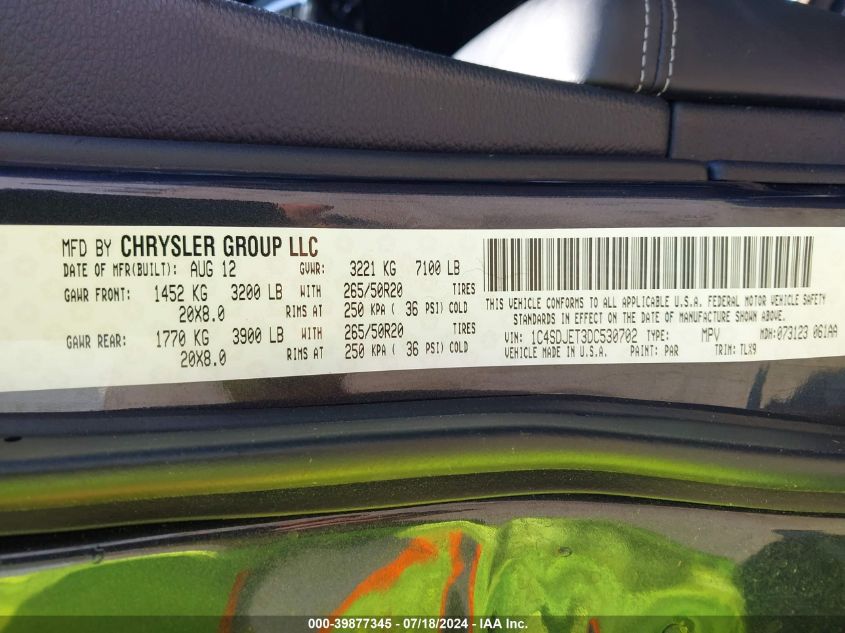 MFD BY CHRYSLER GROUP LLC
DATE OF MFR(BUILT): AUG 12 GVWR: 3221 KG 7100 LB
GAWR FRONT: 1452 KG 3200 LB WITH 265/50R20 TIRES
20X8.0 RIMS AT 250 KPA ( 36 PSI) COLD
GAWR REAR: 1770 KG 3900 LB WITH 265/50R20 TIRES
20X8.0 RIMS AT 250 KPA ( 36 PSI) COLD
THIS VEHICLE CONFORMS TO ALL APPLICABLE U.S.A. FEDERAL MOTOR VEHICLE SAFETY
STANDARDS IN EFFECT ON THE DATE OF MANUFACTURE SHOWN ABOVE.
VIN: 1C4SDJET3DC530702 TYPE: MPV MDH: 073123 061AA
VEHICLE MADE IN U.S.A. PAINT: PAR TRIM: TLX9
000-39877345 - 07/18/2024 - IAA Inc.